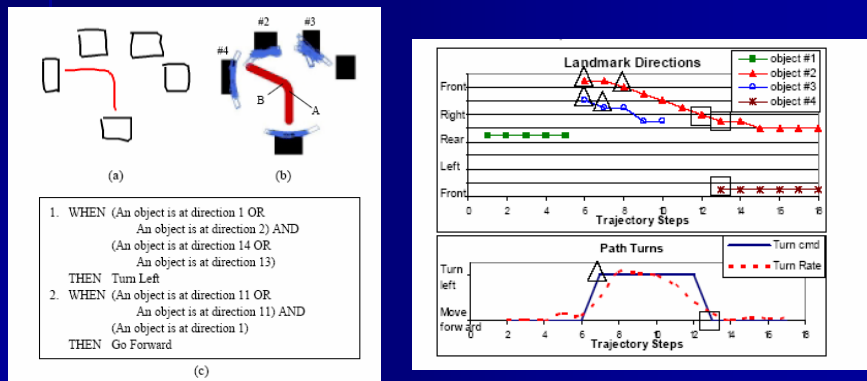 #4
#2
#3
B
A
(a)
(b)
1. WHEN (An object is at direction 1 OR
An object is at direction 2) AND
(An object is at direction 14 OR
An object is at direction 13)
THEN Turn Left
2. WHEN (An object is at direction 11 OR
An object is at direction 11) AND
(An object is at direction 1)
THEN Go Forward
(c)
Landmark Directions
object #1
object #2
object #3
object #4
Front
Right
Rear
Left
Front
0 2 4 6 8 10 12 14 16 18
Trajectory Steps
Path Turns
Turn cmd
Turn Rate
Turn
left
Move
forward
0 2 4 6 8 10 12 14 16 18
Trajectory Steps